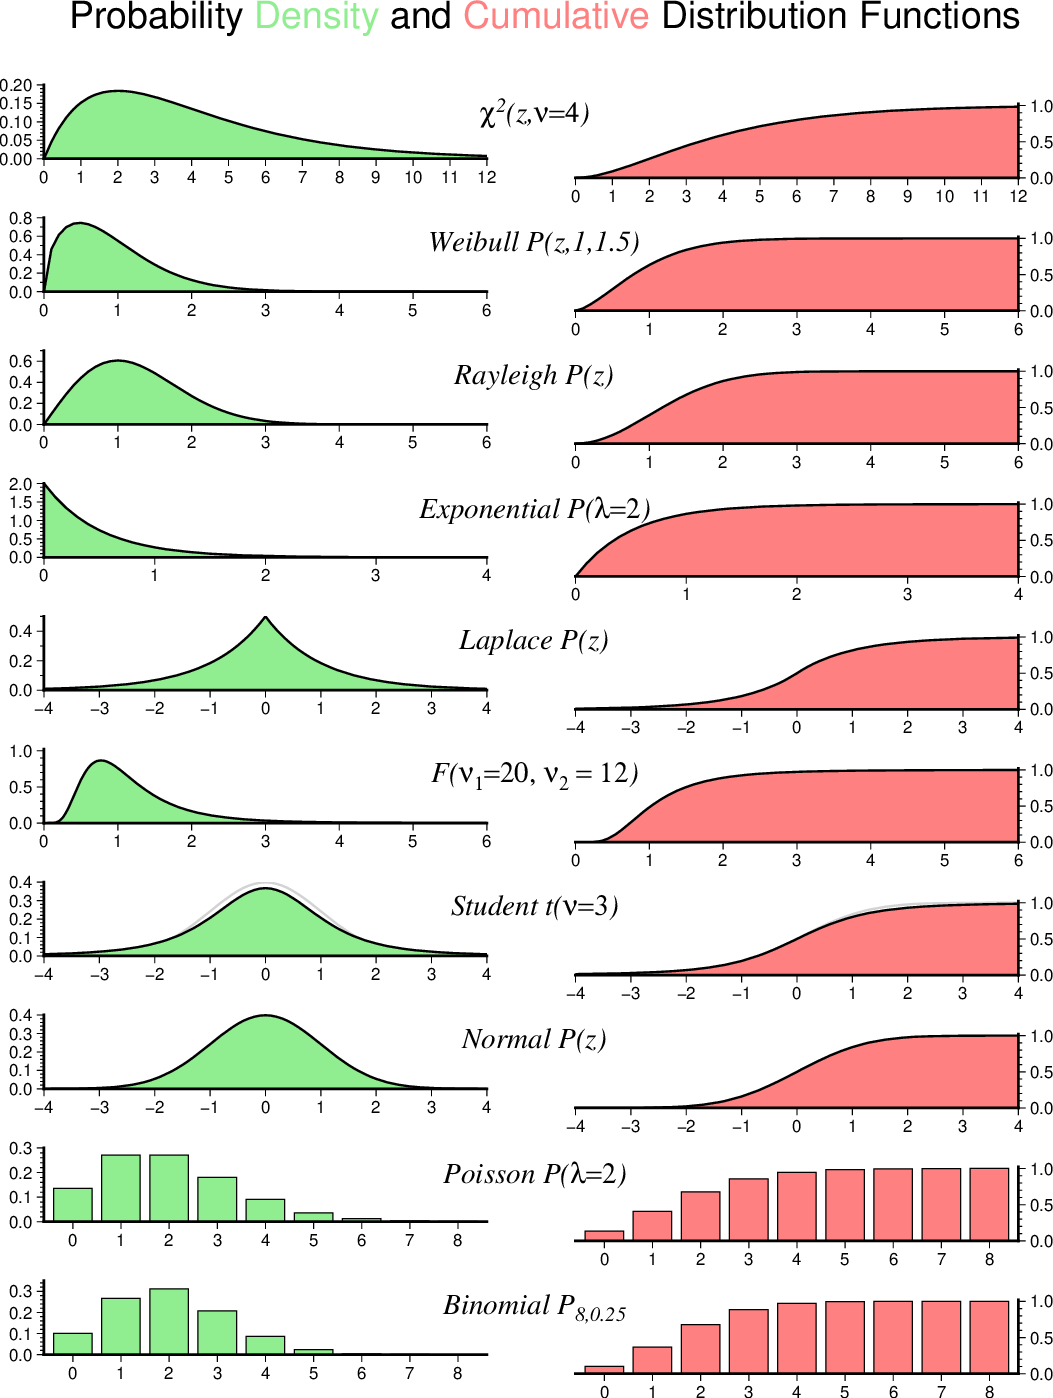 Probability Density and Cumulative Distribution Functions
χ²(z,ν=4)
0.20
0.15
0.10
0.05
0.00
0 1 2 3 4 5 6 7 8 9 10 11 12
1.0
0.5
0.0
0 1 2 3 4 5 6 7 8 9 10 11 12
Weibull P(z,1,1.5)
0.8
0.6
0.4
0.2
0.0
0 1 2 3 4 5 6
1.0
0.5
0.0
0 1 2 3 4 5 6
Rayleigh P(z)
0.6
0.4
0.2
0.0
0 1 2 3 4 5 6
1.0
0.5
0.0
0 1 2 3 4 5 6
Exponential P(λ=2)
2.0
1.5
1.0
0.5
0.0
0 1 2 3 4
1.0
0.5
0.0
0 1 2 3 4
Laplace P(z)
0.4
0.2
0.0
−4 −3 −2 −1 0 1 2 3 4
1.0
0.5
0.0
−4 −3 −2 −1 0 1 2 3 4
F(ν₁=20, ν₂ = 12)
1.0
0.5
0.0
0 1 2 3 4 5 6
1.0
0.5
0.0
0 1 2 3 4 5 6
Student t(ν=3)
0.4
0.3
0.2
0.1
0.0
−4 −3 −2 −1 0 1 2 3 4
1.0
0.5
0.0
−4 −3 −2 −1 0 1 2 3 4
Normal P(z)
0.4
0.3
0.2
0.1
0.0
−4 −3 −2 −1 0 1 2 3 4
1.0
0.5
0.0
−4 −3 −2 −1 0 1 2 3 4
Poisson P(λ=2)
0.3
0.2
0.1
0.0
0 1 2 3 4 5 6 7 8
1.0
0.5
0.0
0 1 2 3 4 5 6 7 8
Binomial P8,0.25
0.3
0.2
0.1
0.0
0 1 2 3 4 5 6 7 8
1.0
0.5
0.0
0 1 2 3 4 5 6 7 8